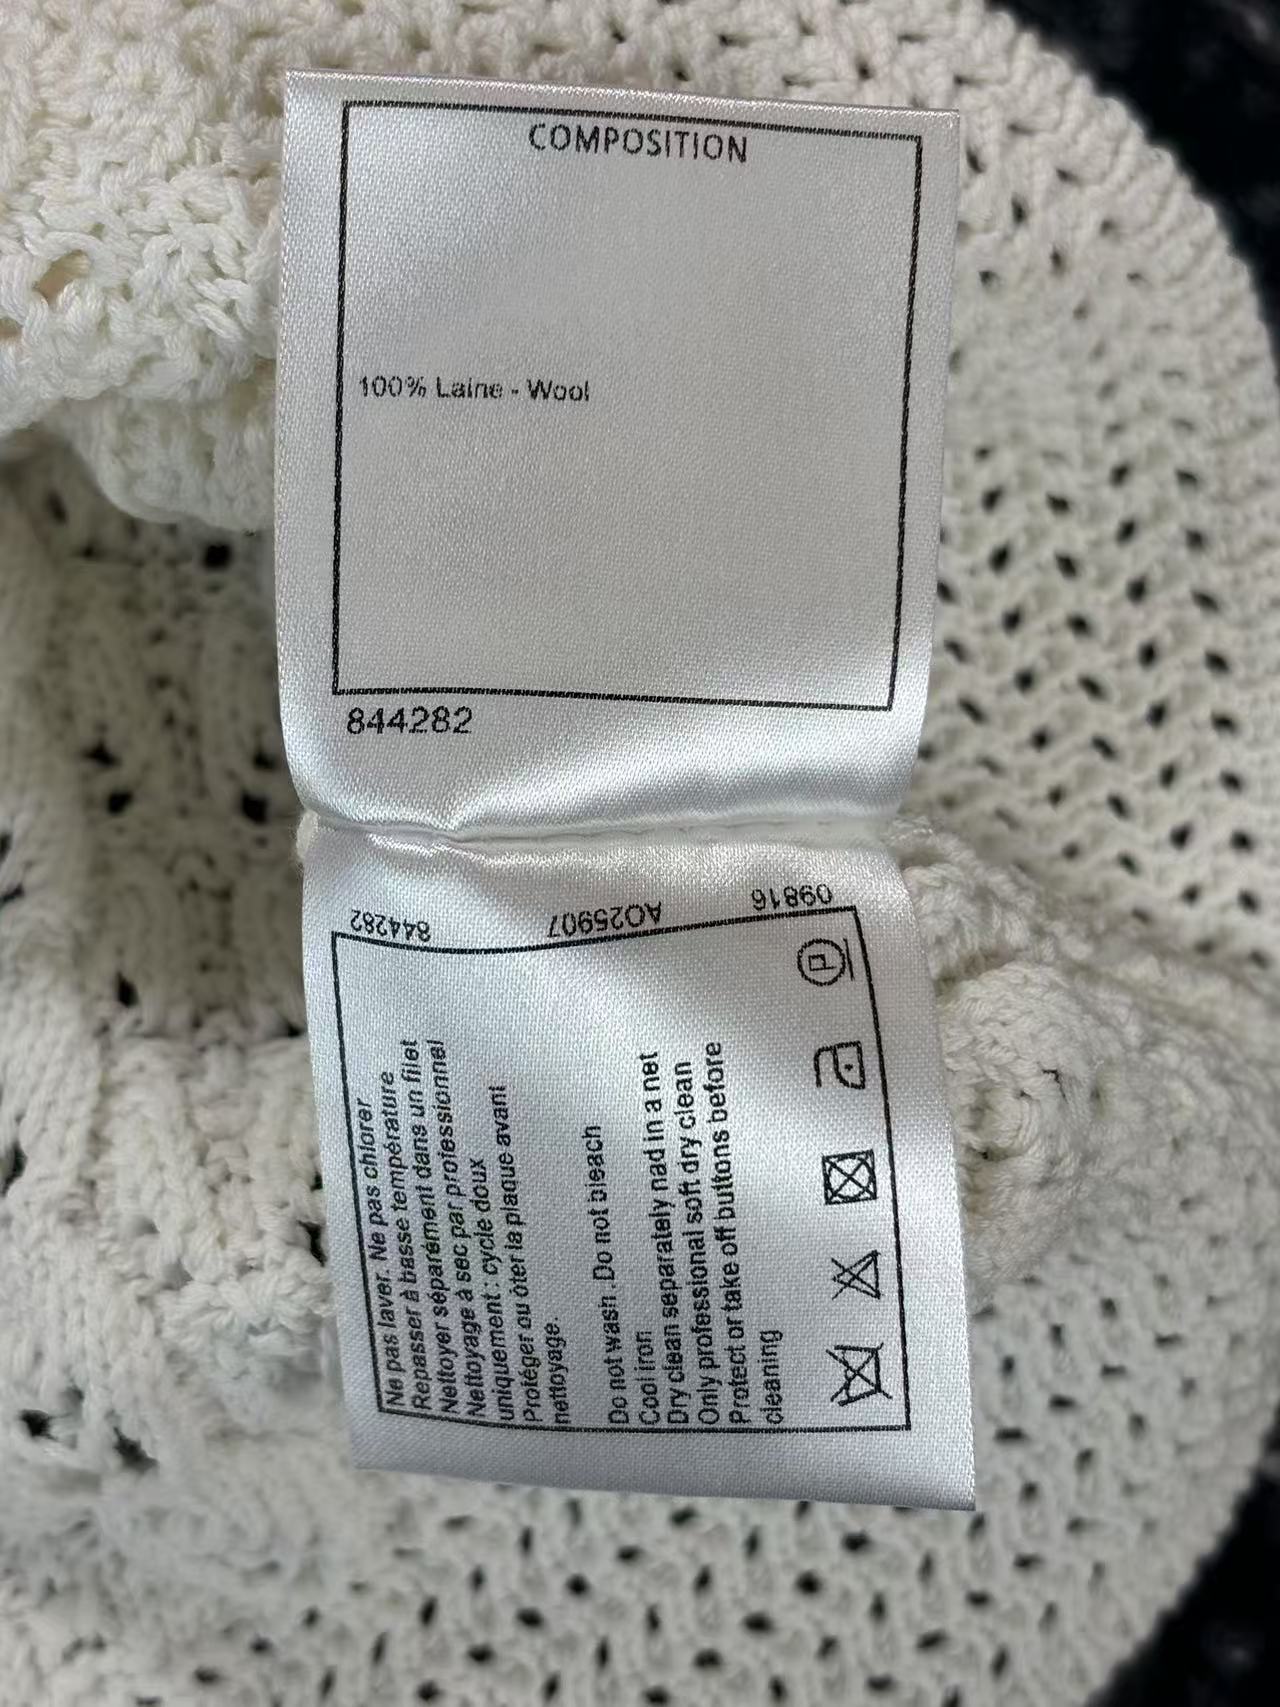 COMPOSITION
100% Laine - Wool
844282
844282 AO25907 09816
Ne pas laver. Ne pas chlorer
Repasser à basse température
Nettoyer séparément dans un filet
Nettoyage à sec par professionnel
uniquement : cycle doux
Protéger ou ôter la plaque avant
nettoyage.
Do not wash .Do not bleach
Cool iron
Dry clean separately nad in a net
Only professional soft dry clean
Protect or take off buttons before
cleaning
P